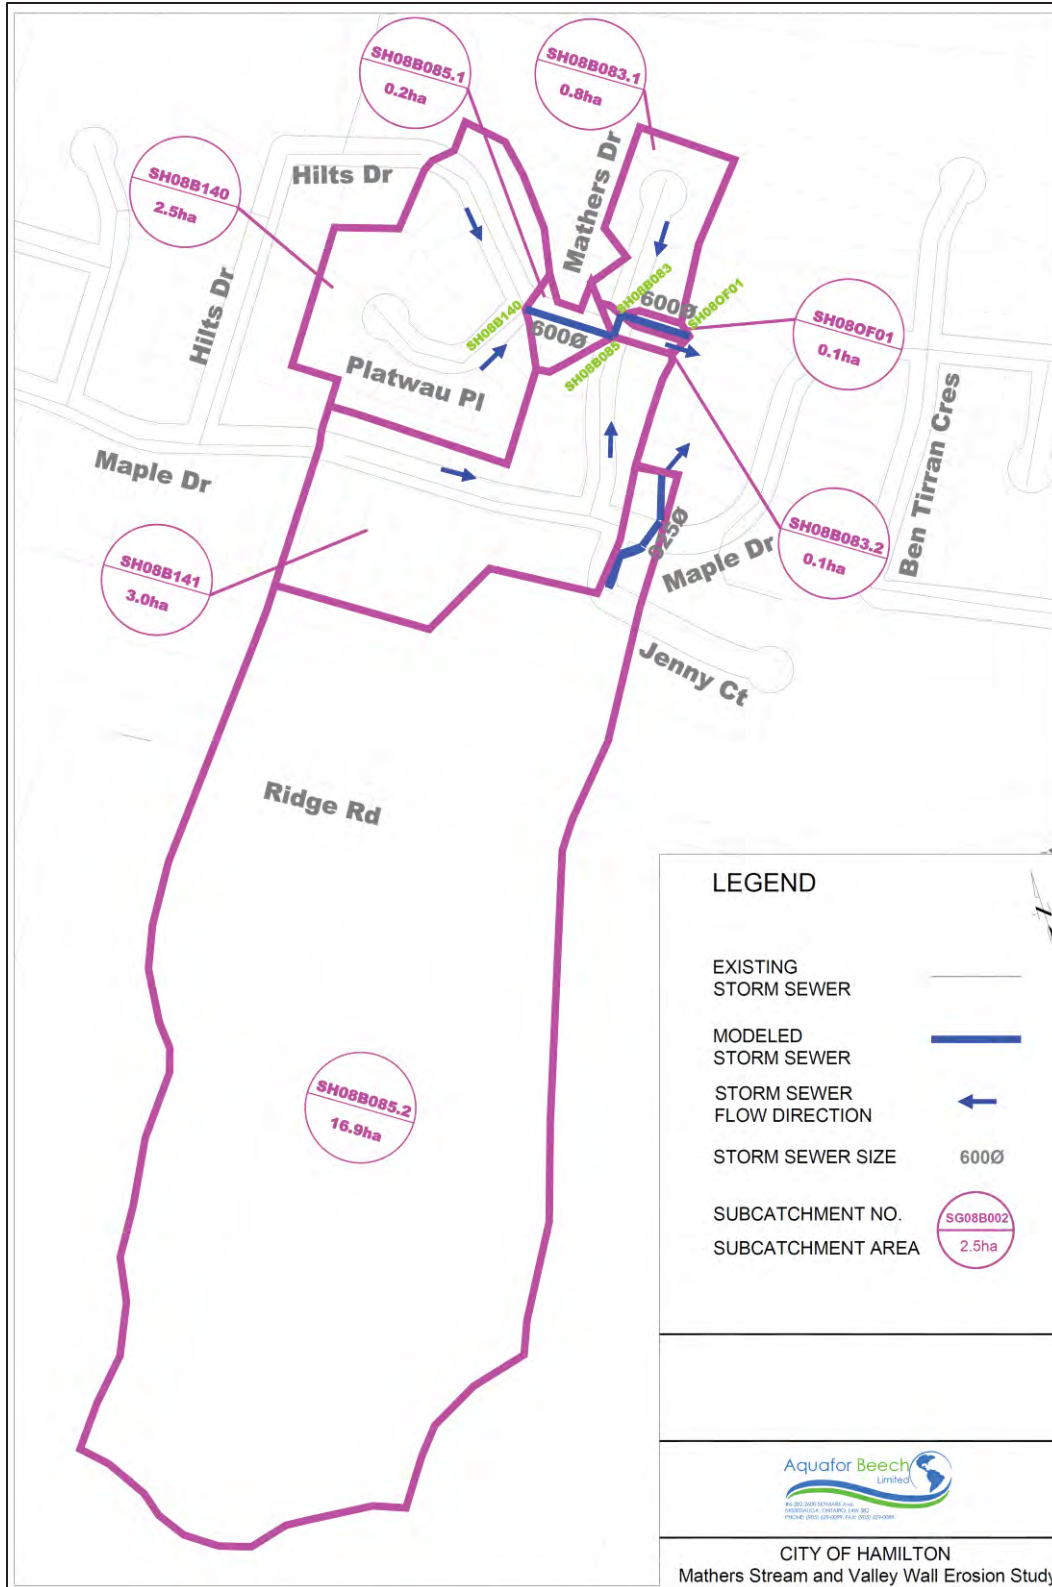 SH08B085.1
0.2ha
SH08B083.1
0.8ha
SH08B140
2.5ha
Hilts Dr
Mathers Dr
Hilts Dr
SH08B140
600Ø
SH08B083
600Ø
SH08OF01
SH08B085
SH08OF01
0.1ha
Platwau Pl
Maple Dr
Ben Tirran Cres
SH08B083.2
0.1ha
SH08B141
3.0ha
Maple Dr
Jenny Ct
Ridge Rd
SH08B085.2
16.9ha
LEGEND
EXISTING
STORM SEWER
MODELED
STORM SEWER
STORM SEWER
FLOW DIRECTION
STORM SEWER SIZE 600Ø
SUBCATCHMENT NO. SG08B002
SUBCATCHMENT AREA 2.5ha
Aquafor Beech
Limited
CITY OF HAMILTON
Mathers Stream and Valley Wall Erosion Study